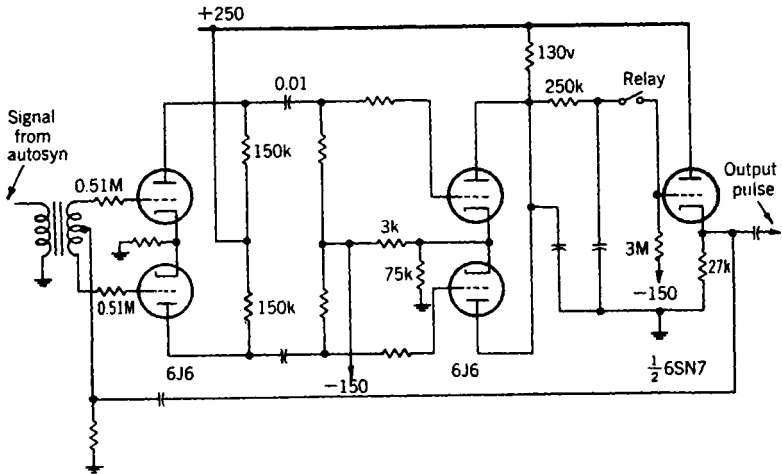 +250
130v
0.01
250k
Relay
Signal
from
autosyn
150k
0.51M
Output
pulse
3k
3M
75k
27k
-150
0.51M
150k
6J6
-150
6J6
½ 6SN7